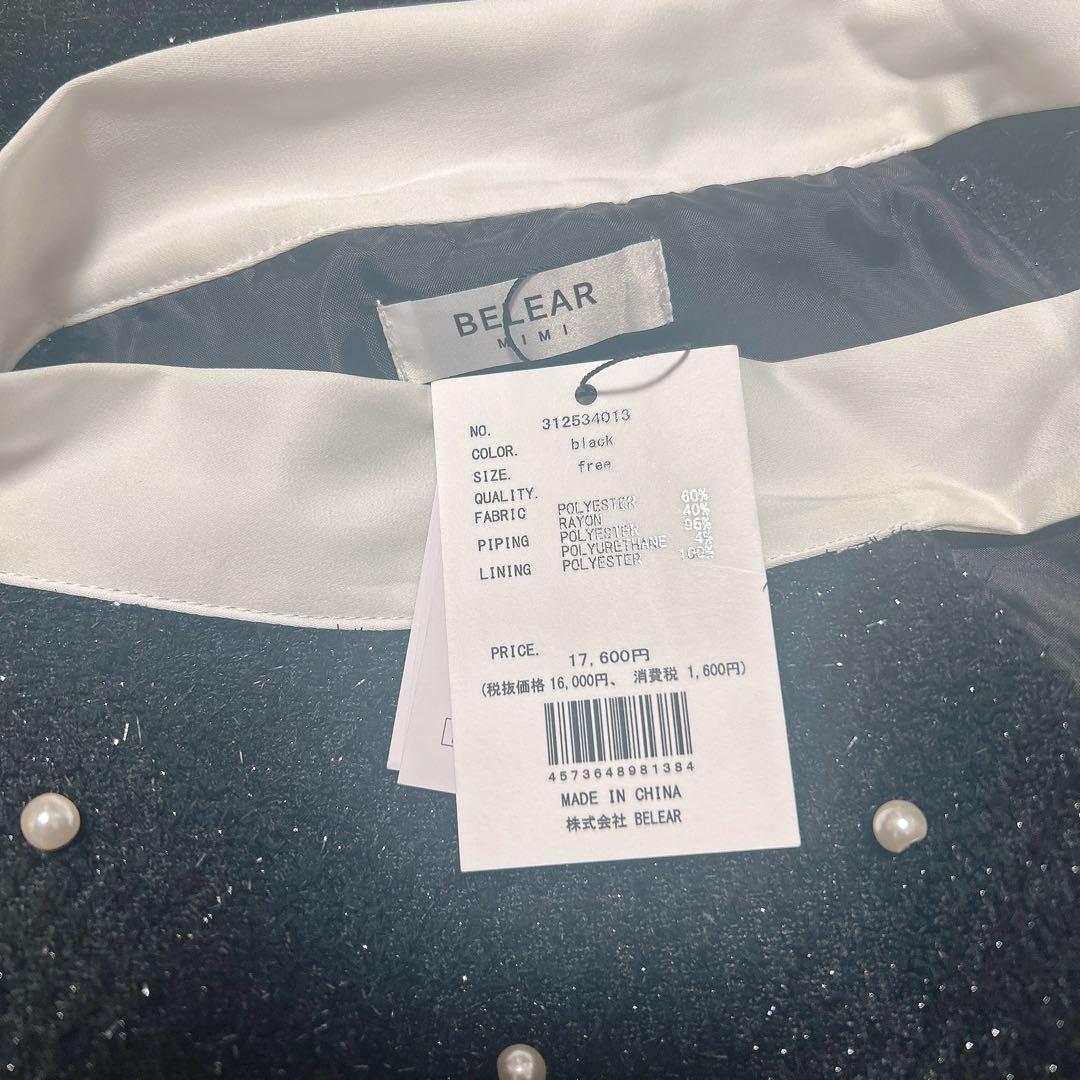 BELEAR
MIMI
NO. 312534013
COLOR. black
SIZE. free
QUALITY.
FABRIC POLYESTER 60%
RAYON 40%
PIPING POLYESTER 96%
POLYURETHANE 4%
LINING POLYESTER 100%
PRICE. 17,600円
(税抜価格 16,000円、 消費税 1,600円)
4573648981384
MADE IN CHINA
株式会社 BELEAR